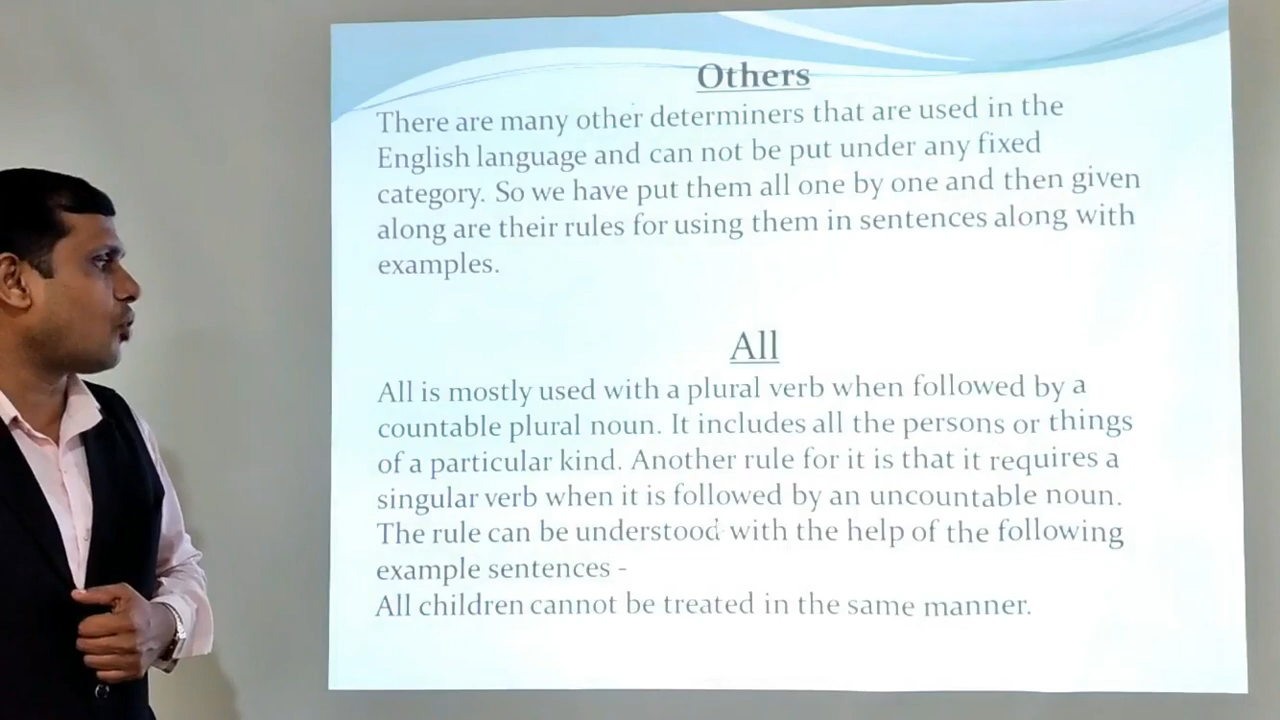 Others
There are many other determiners that are used in the
English language and can not be put under any fixed
category. So we have put them all one by one and then given
along are their rules for using them in sentences along with
examples.
All
All is mostly used with a plural verb when followed by a
countable plural noun. It includes all the persons or things
of a particular kind. Another rule for it is that it requires a
singular verb when it is followed by an uncountable noun.
The rule can be understood with the help of the following
example sentences -
All children cannot be treated in the same manner.